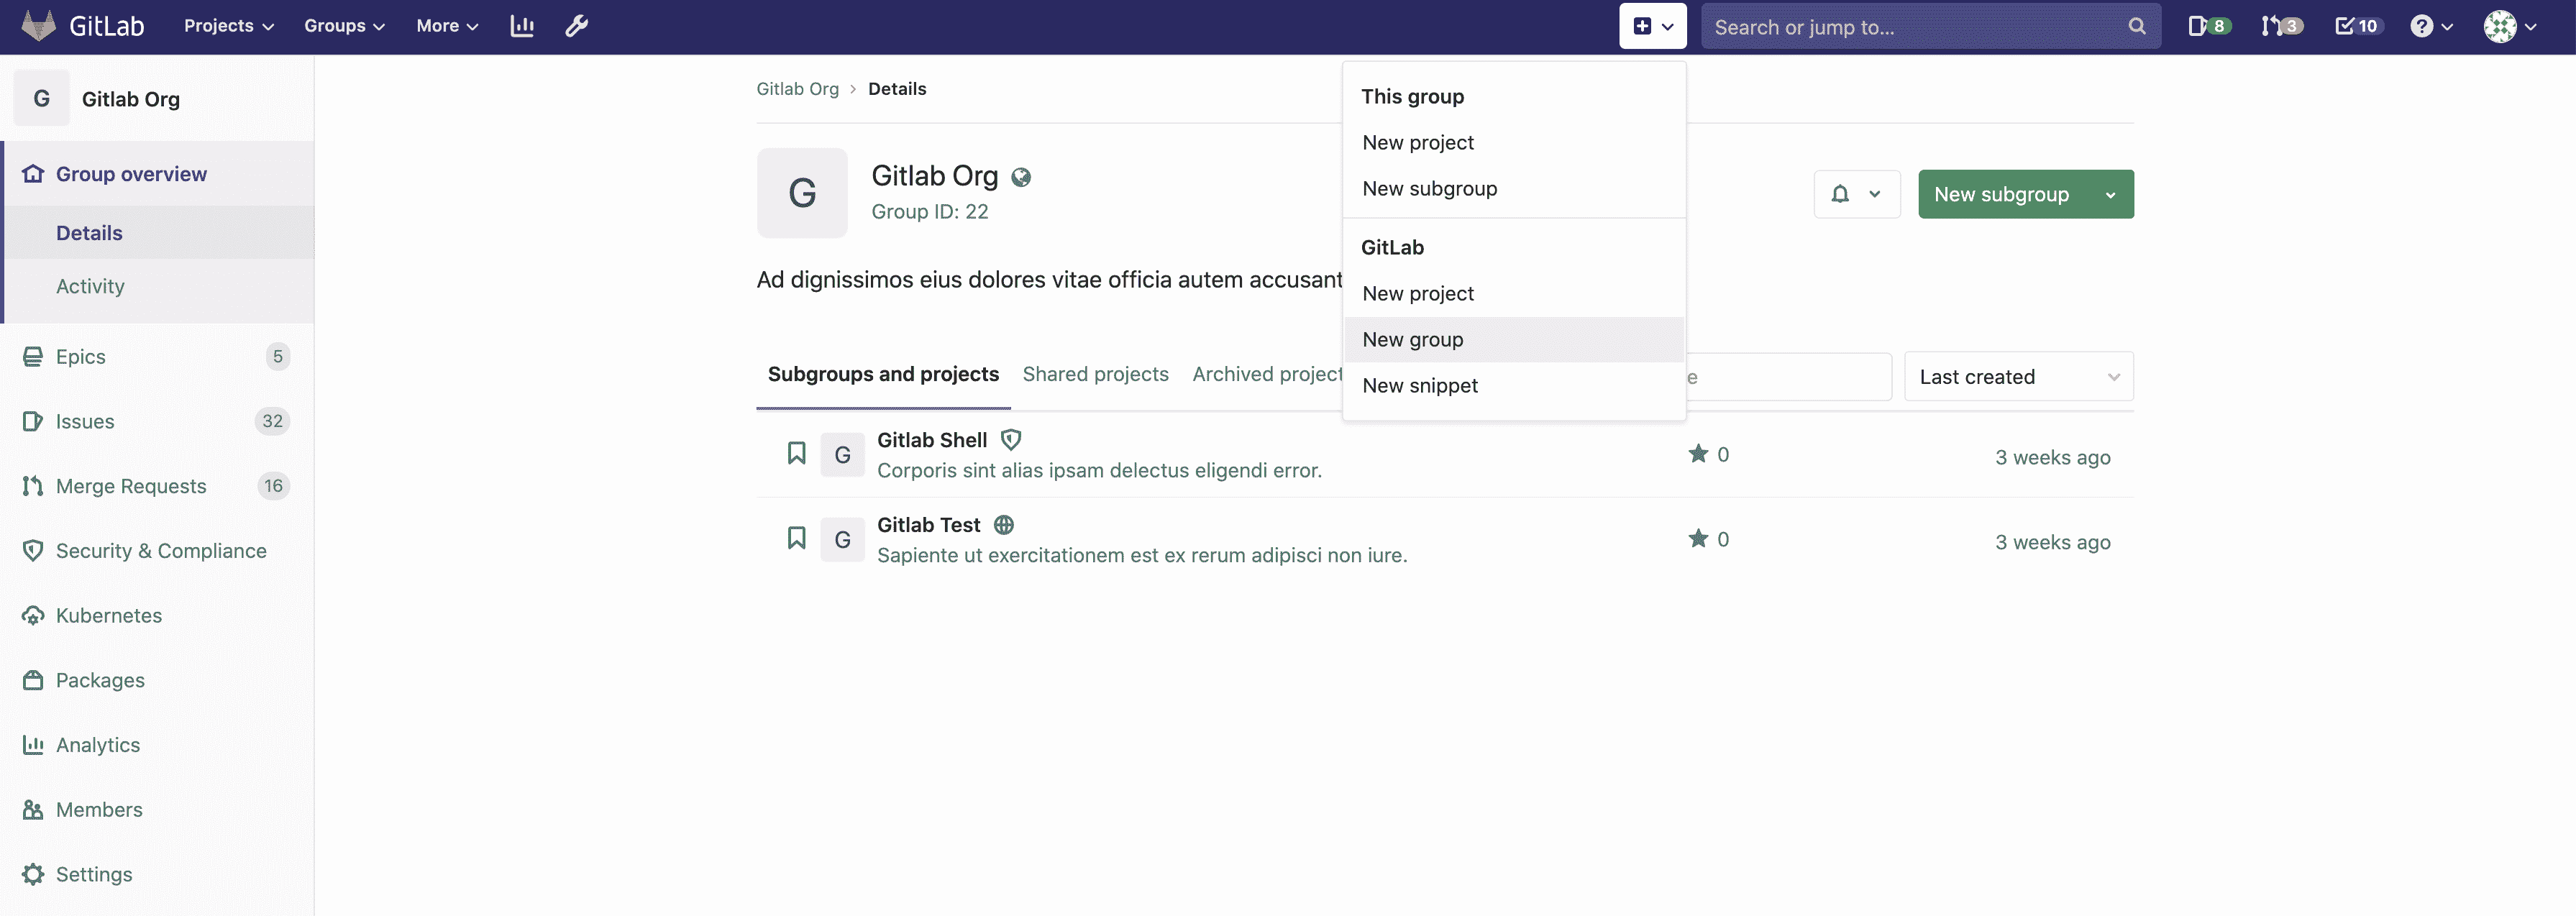 GitLab Projects Groups More Search or jump to... 8 3 10
G Gitlab Org
Group overview
Details
Activity
Epics 5
Issues 32
Merge Requests 16
Security & Compliance
Kubernetes
Packages
Analytics
Members
Settings
Gitlab Org > Details
G
Gitlab Org
Group ID: 22
New subgroup
Ad dignissimos eius dolores vitae officia autem
This group
New project
New subgroup
GitLab
New project
New group
New snippet
Subgroups and projects Shared projects Archived Last created
G Gitlab Shell
Corporis sint alias ipsam delectus eligendi error.
0 3 weeks ago
G Gitlab Test
Sapiente ut exercitationem est ex rerum adipisci non iure.
0 3 weeks ago